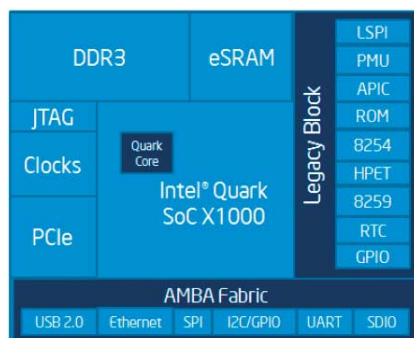 DDR3
eSRAM
JTAG
Clocks
PCIe
Quark
Core
Intel® Quark
SoC X1000
Legacy Block
LSPI
PMU
APIC
ROM
8254
HPET
8259
RTC
GPIO
AMBA Fabric
USB 2.0
Ethernet
SPI
I2C/GPIO
UART
SDIO